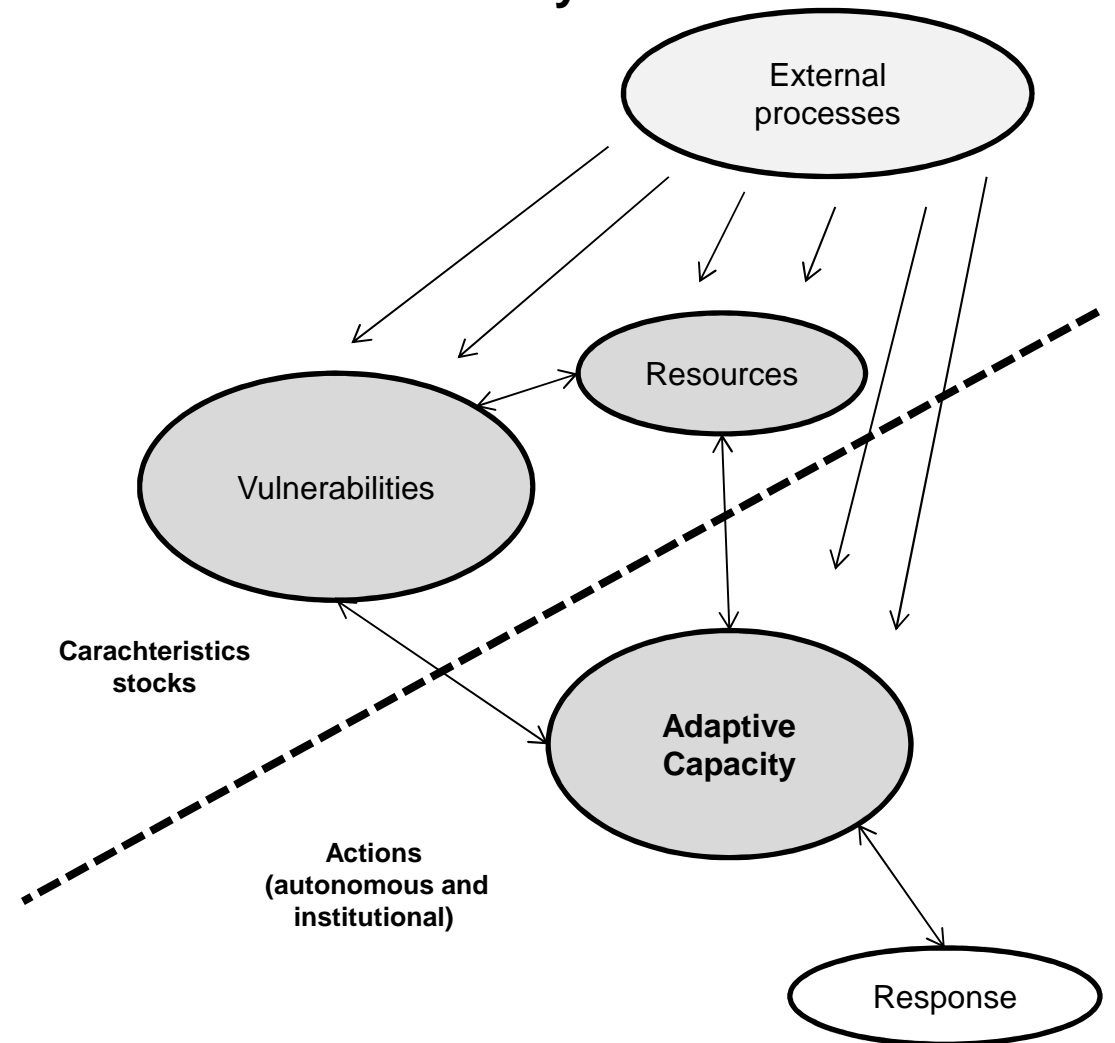 External
processes
Resources
Vulnerabilities
Carachteristics
stocks
Adaptive
Capacity
Actions
(autonomous and
institutional)
Response